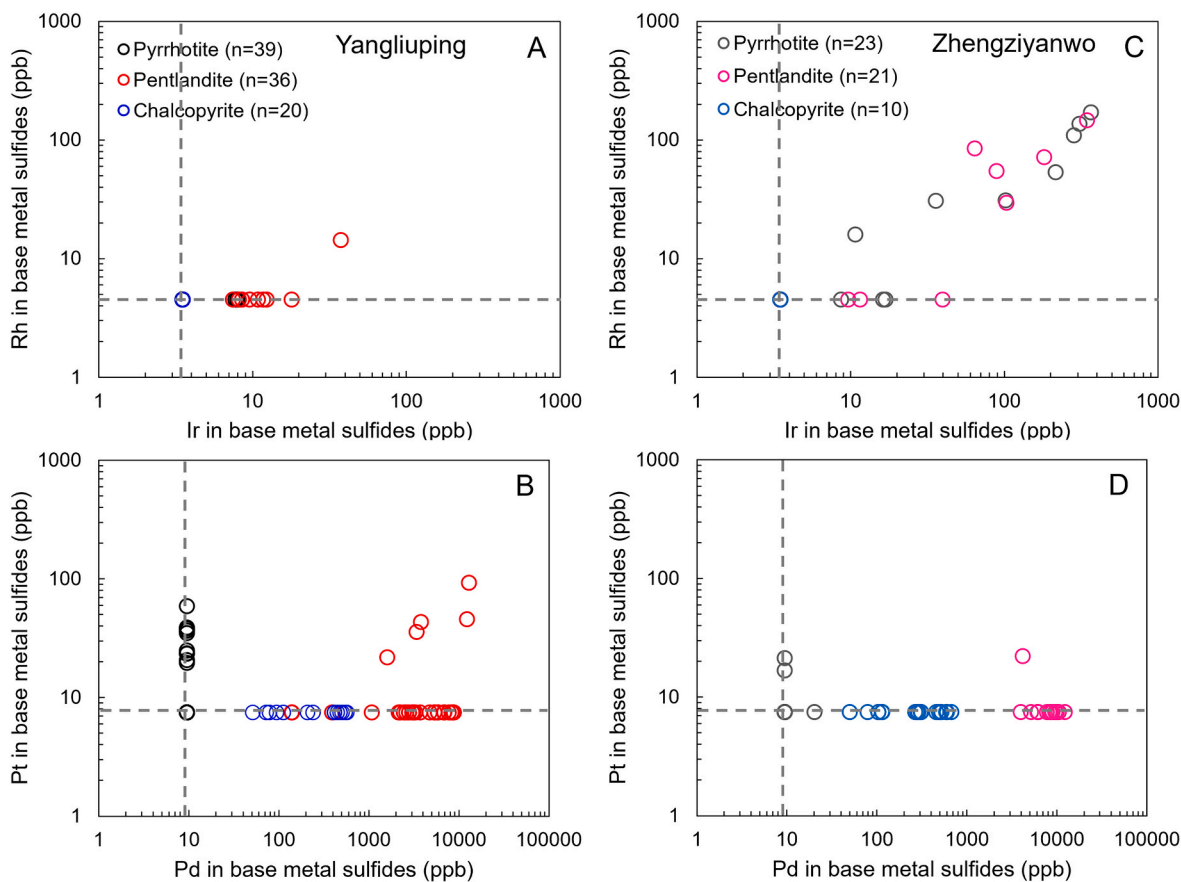 Yangliuping
A
Pyrrhotite (n=39)
Pentlandite (n=36)
Chalcopyrite (n=20)
Rh in base metal sulfides (ppb)
1000
100
10
1
1 10 100 1000
Ir in base metal sulfides (ppb)
Zhengziyanwo
C
Pyrrhotite (n=23)
Pentlandite (n=21)
Chalcopyrite (n=10)
Rh in base metal sulfides (ppb)
1000
100
10
1
1 10 100 1000
Ir in base metal sulfides (ppb)
B
Pt in base metal sulfides (ppb)
1000
100
10
1
1 10 100 1000 10000 100000
Pd in base metal sulfides (ppb)
D
Pt in base metal sulfides (ppb)
1000
100
10
1
1 10 100 1000 10000 100000
Pd in base metal sulfides (ppb)